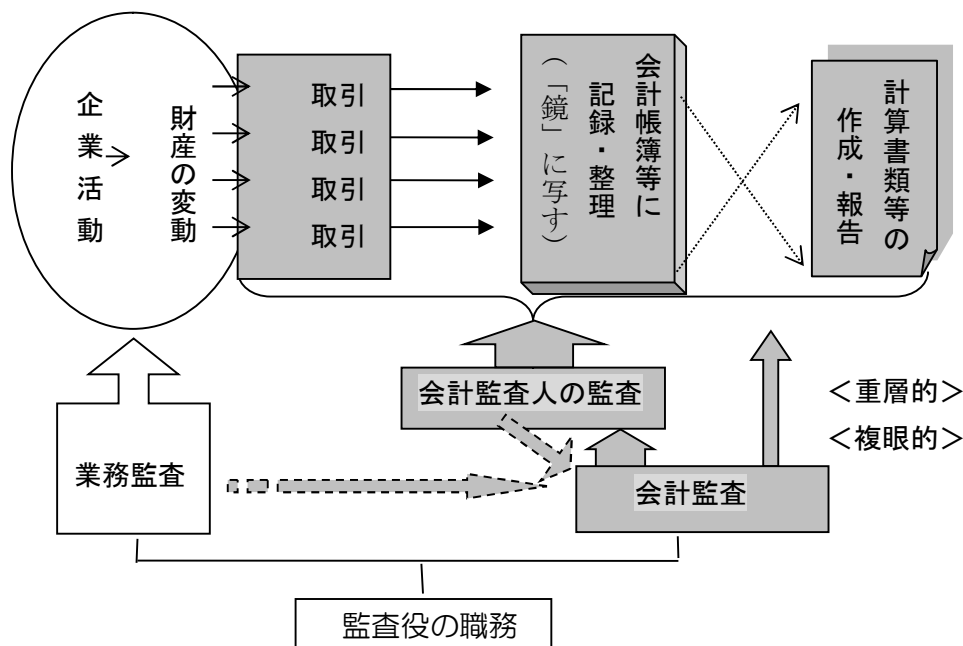 企業活動
財産の変動
取引
取引
取引
取引
会計帳簿等に
記録・整理
（「鏡」に写す）
計算書類等の
作成・報告
会計監査人の監査
＜重層的＞
＜複眼的＞
業務監査
会計監査
監査役の職務